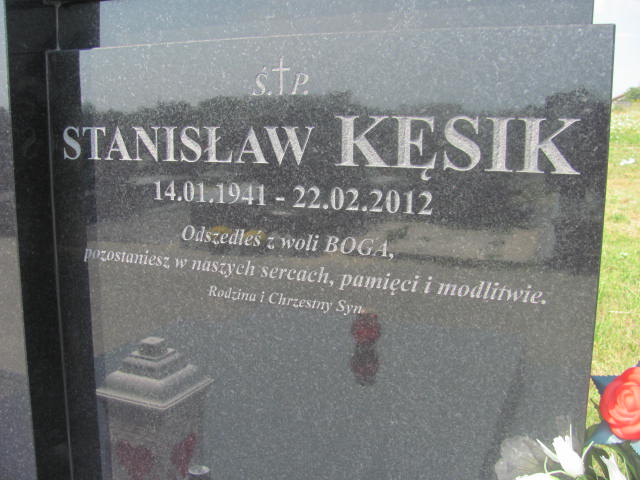 Ś.†P.
STANISŁAW KĘSIK
14.01.1941 - 22.02.2012
Odszedłeś z woli BOGA,
pozostaniesz w naszych sercach, pamięci i modlitwie.
Rodzina i Chrzestny Syn